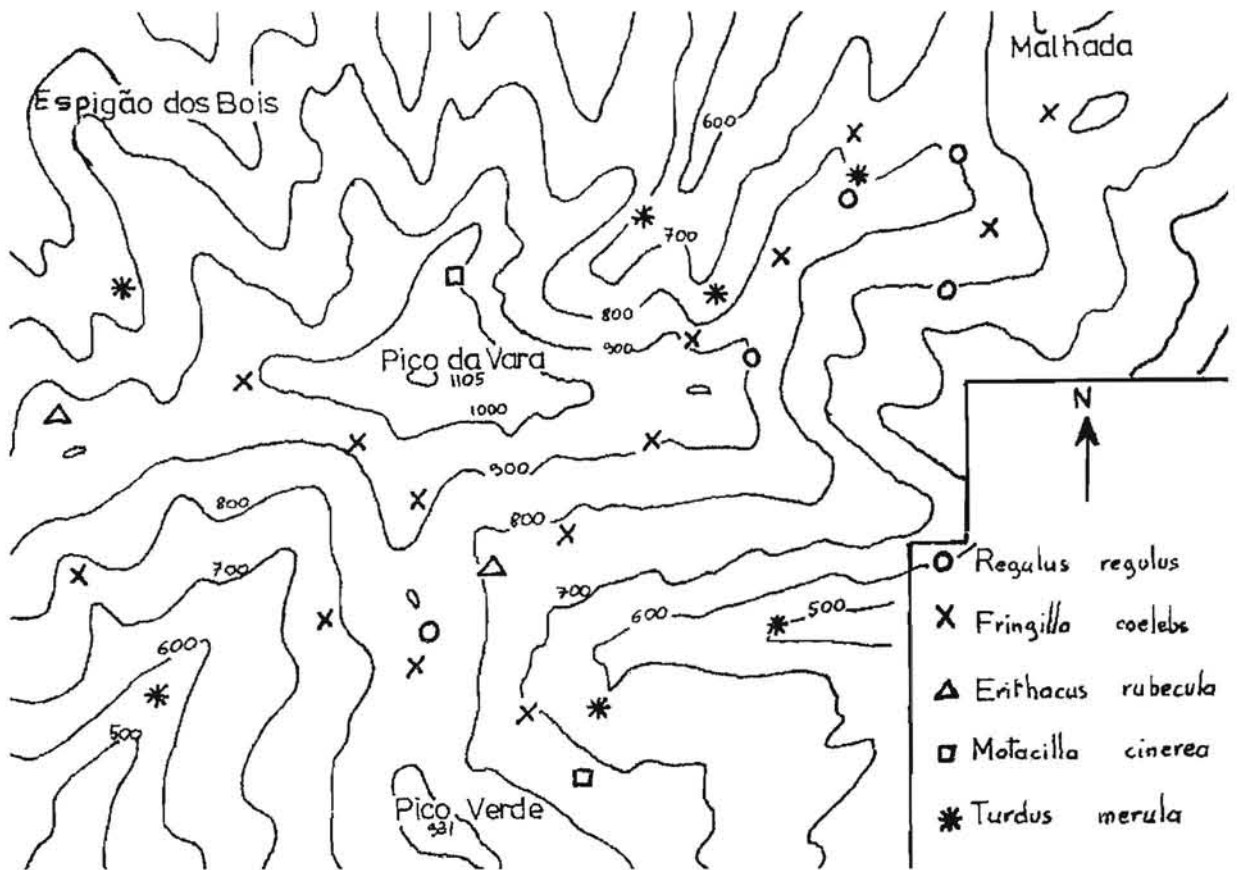 Malhada
Espigão dos Bois
600
700
800
900
Pico da Vara
1105
1000
900
800
800
700
700
600
600
500
500
Pico Verde
931
N
Regulus regulus
Fringilla coelebs
Erithacus rubecula
Motacilla cinerea
Turdus merula